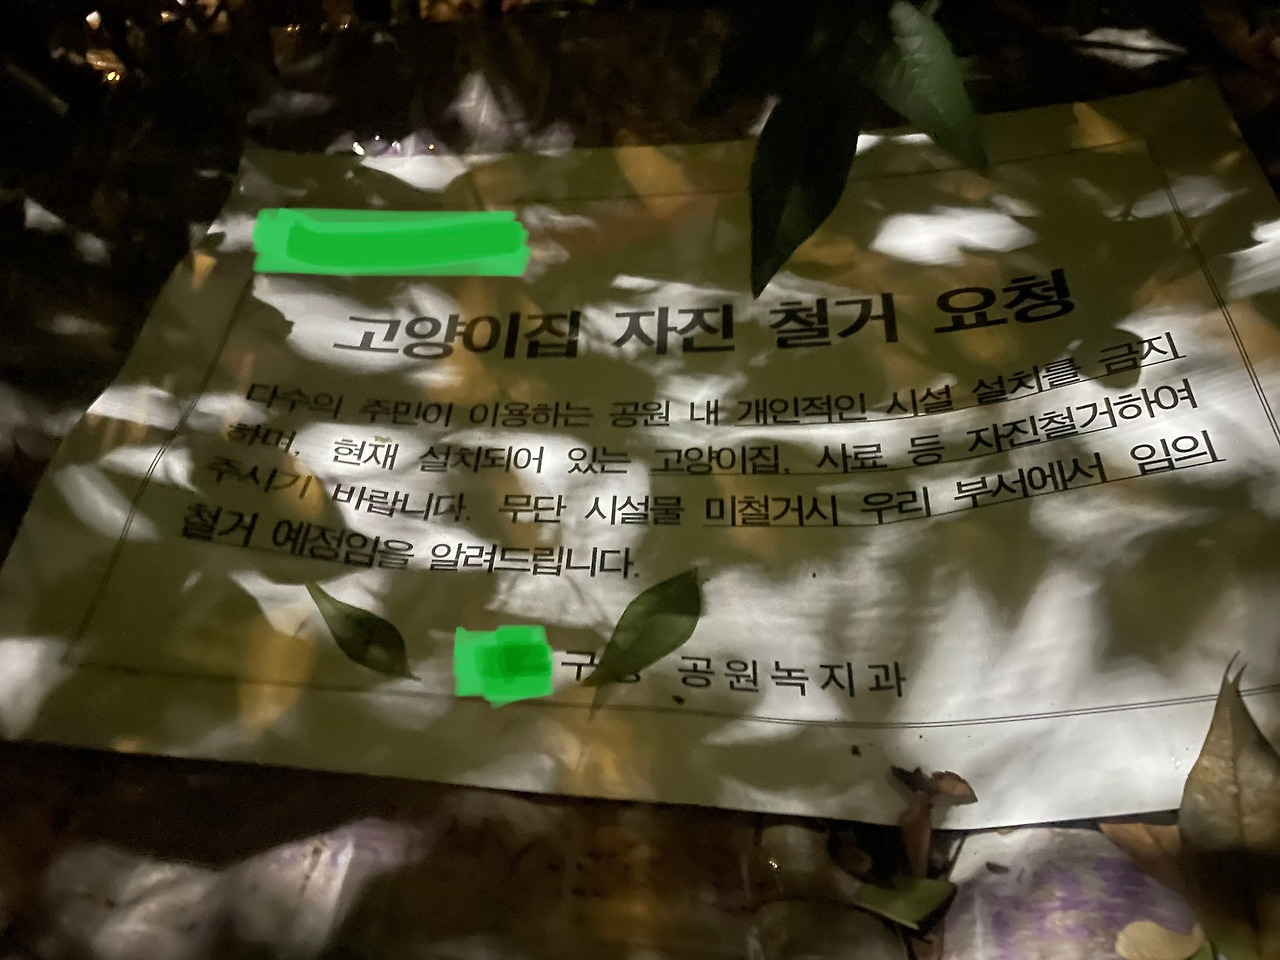 고양이집 자진 철거 요청
다수의 주민이 이용하는 공원 내 개인적인 시설 설치를 금지
하며, 현재 설치되어 있는 고양이집, 사료 등 자진철거하여
주시기 바랍니다. 무단 시설물 미철거시 우리 부서에서 임의
철거 예정임을 알려드립니다.
구청 공원녹지과